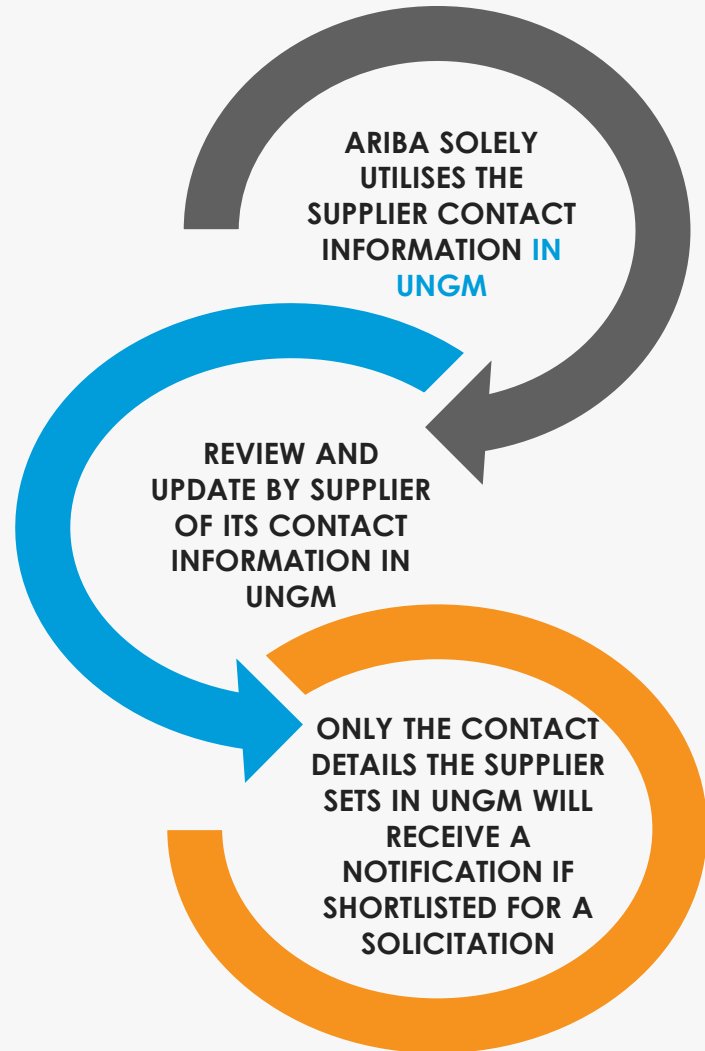 ARIBA SOLELY
UTILISES THE
SUPPLIER CONTACT
INFORMATION IN
UNGM
REVIEW AND
UPDATE BY SUPPLIER
OF ITS CONTACT
INFORMATION IN
UNGM
ONLY THE CONTACT
DETAILS THE SUPPLIER
SETS IN UNGM WILL
RECEIVE A
NOTIFICATION IF
SHORTLISTED FOR A
SOLICITATION